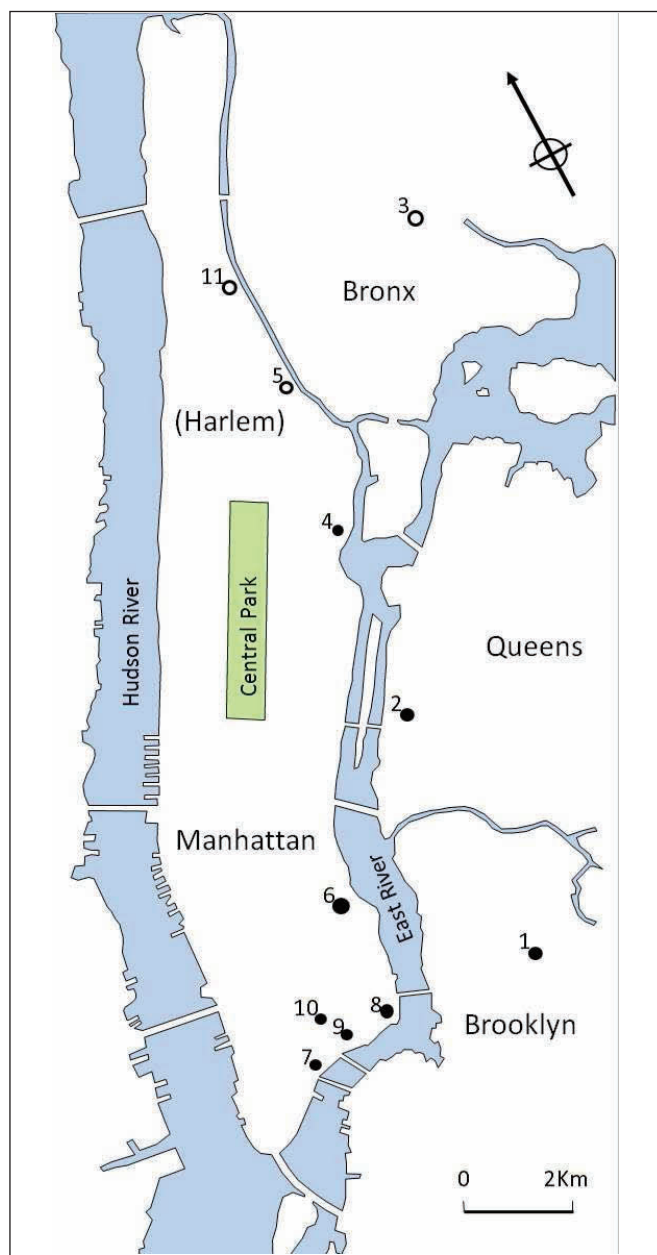 3
11
Bronx
5
(Harlem)
4
Central Park
Hudson River
Queens
2
Manhattan
East River
6
1
10
8
9
Brooklyn
7
0 2Km